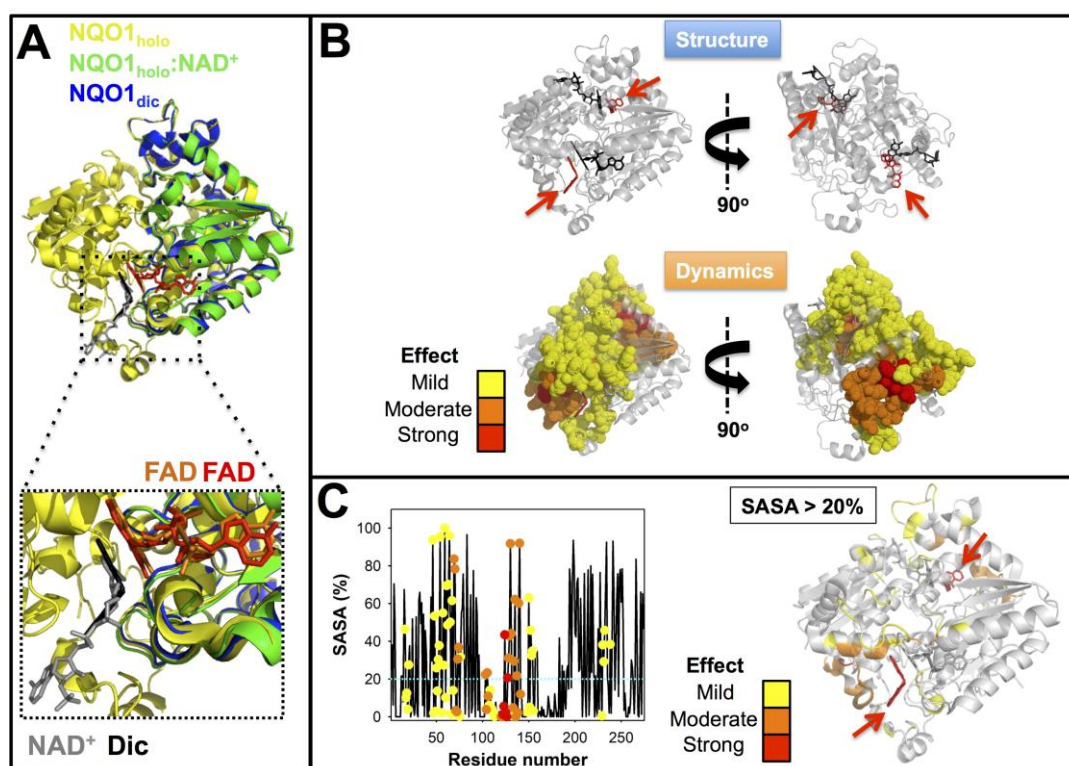 A
NQO1holo
NQO1holo:NAD+
NQO1dic
FAD FAD
NAD+ Dic
B
Structure
90o
Dynamics
Effect
Mild
Moderate
Strong
90o
C
SASA (%)
100
80
60
40
20
0
50 100 150 200 250
Residue number
SASA > 20%
Effect
Mild
Moderate
Strong